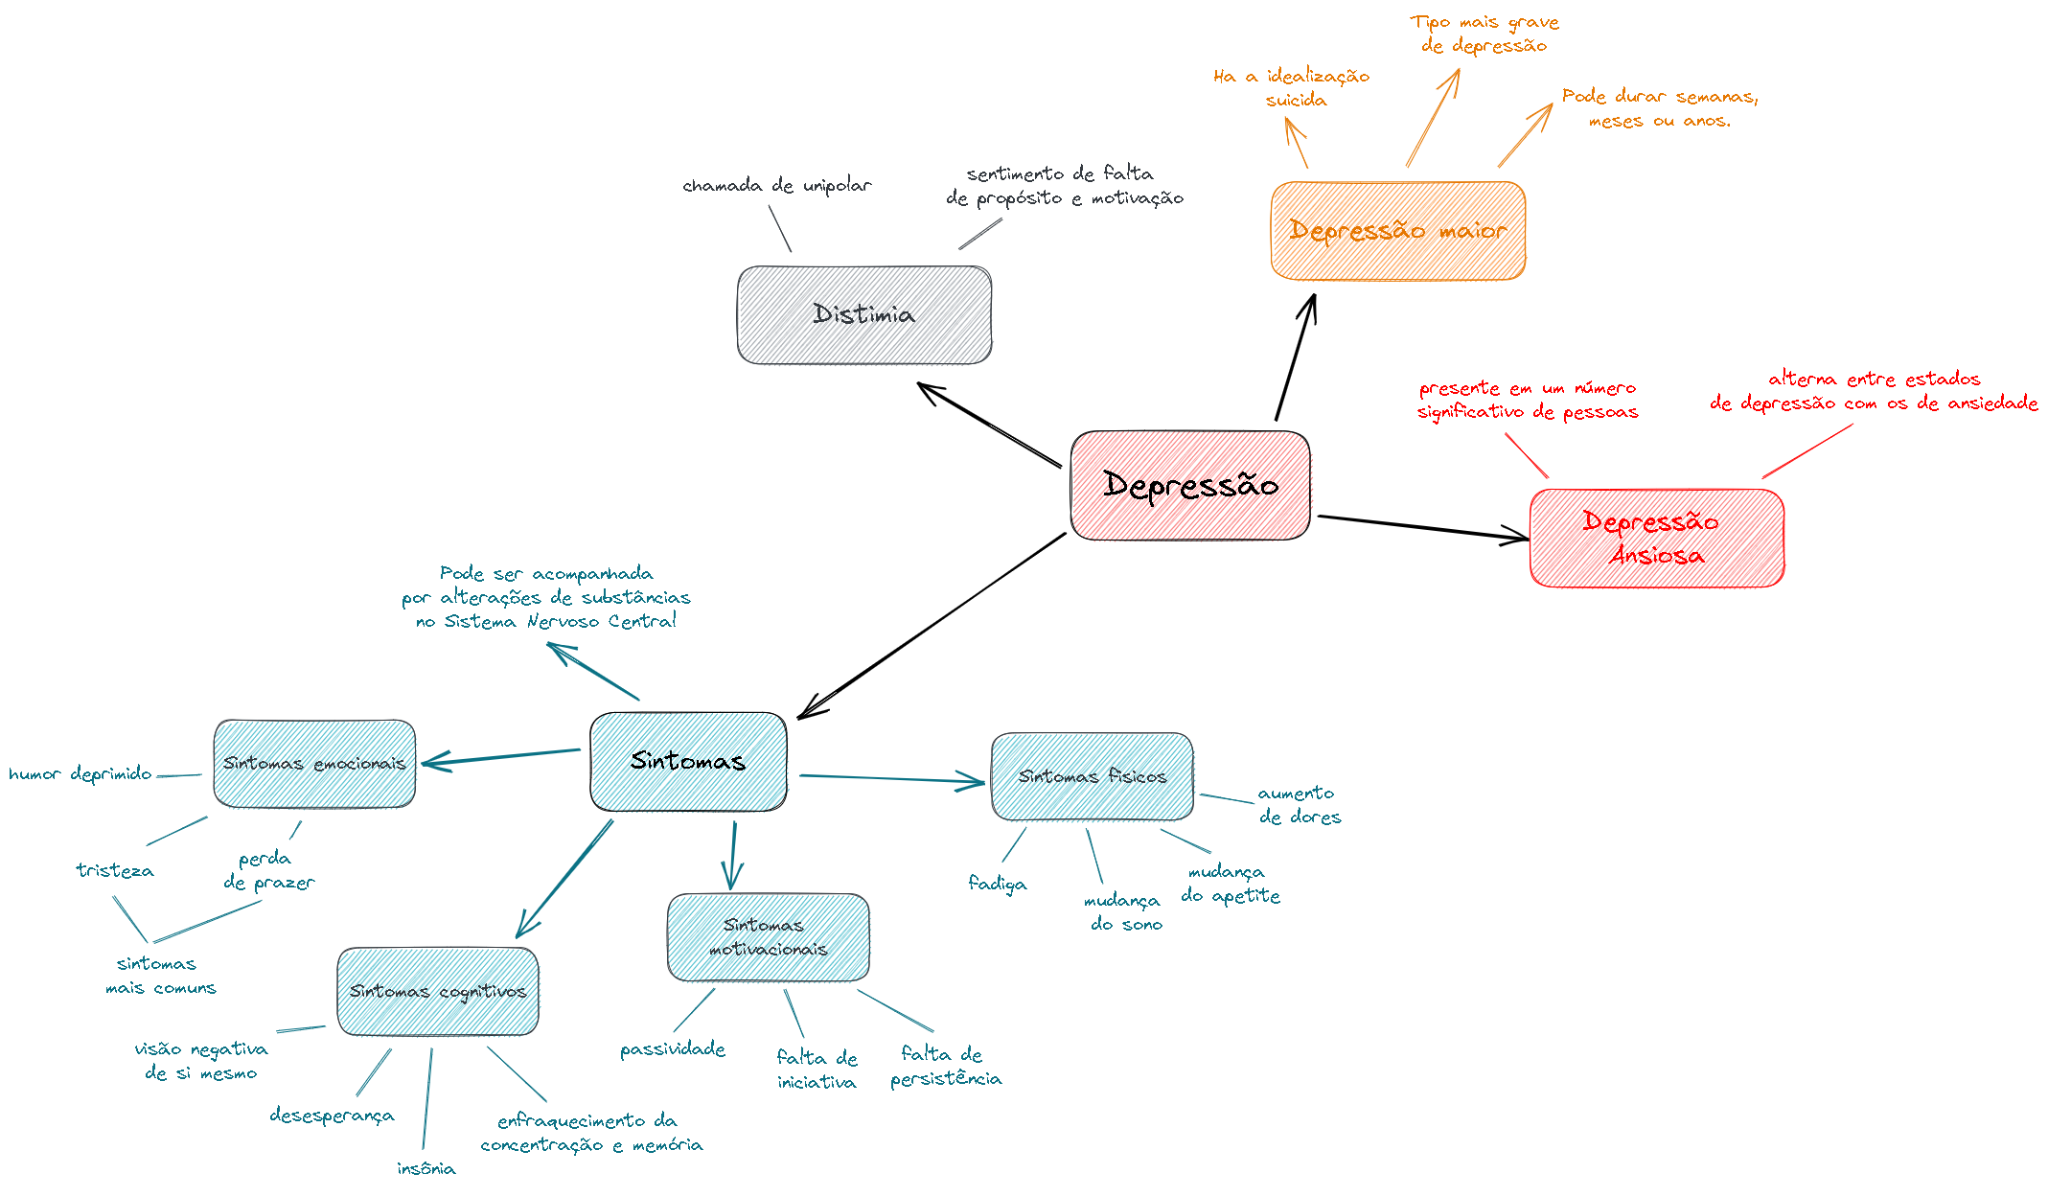 Tipo mais grave
de depressão
Ha a idealização
suicida
Pode durar semanas,
meses ou anos.
Depressão maior
chamada de unipolar
sentimento de falta
de propósito e motivação
Distimia
presente em um número
significativo de pessoas
alterna entre estados
de depressão com os de ansiedade
Depressão
Depressão
Ansiosa
Pode ser acompanhada
por alterações de substâncias
no Sistema Nervoso Central
Sintomas
Sintomas emocionais
humor deprimido
tristeza
perda
de prazer
sintomas
mais comuns
Sintomas físicos
aumento
de dores
fadiga
mudança
do sono
mudança
do apetite
Sintomas
motivacionais
passividade
falta de
iniciativa
falta de
persistência
Sintomas cognitivos
visão negativa
de si mesmo
desesperança
insônia
enfraquecimento da
concentração e memória